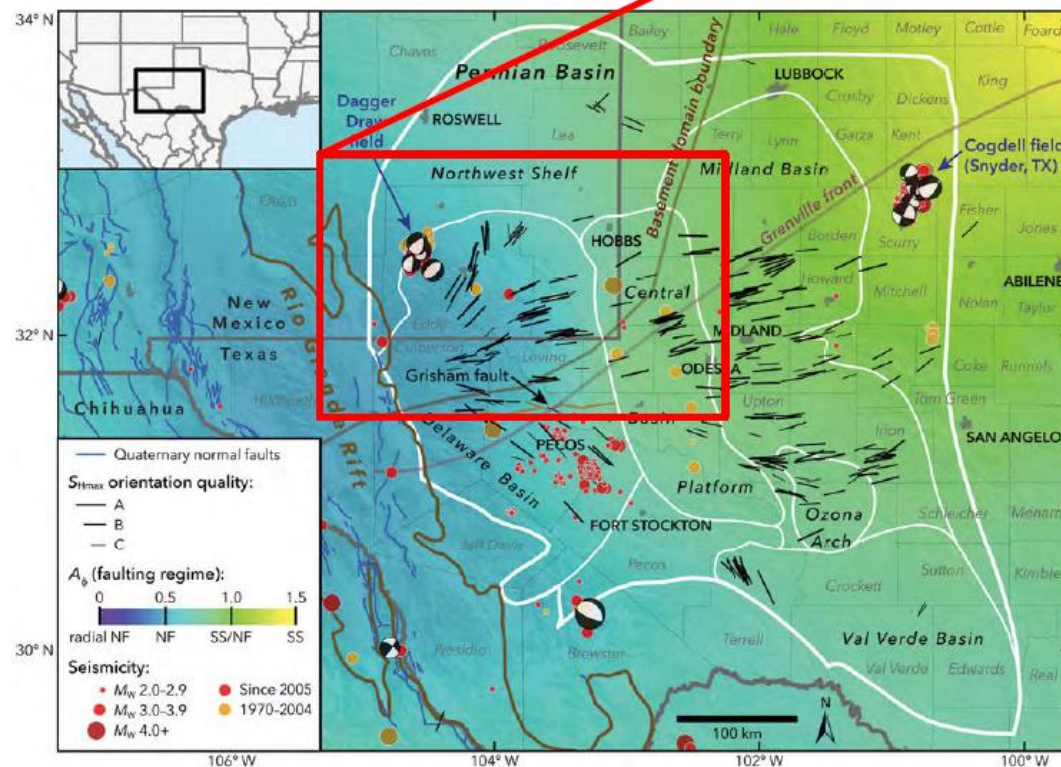 34°N
32°N
30°N
106°W
104°W
102°W
100°W
Chaves
Roosevelt
Bailey
Hale
Floyd
Motley
Cottle
Foard
King
Permian Basin
LUBBOCK
Crosby
Dickens
Dagger
Draw
field
ROSWELL
Lea
Basement domain boundary
Terry
Lynn
Garza
Kent
Cogdell field
(Snyder, TX)
Northwest Shelf
Midland Basin
Grenville front
Otero
Fisher
Jones
HOBBS
Borden
Scurry
ABILENE
New
Mexico
Texas
Rio Grande Rift
Eddy
Central
Howard
Mitchell
Nolan
Taylor
Culberson
Loving
MIDLAND
Grisham fault
ODESSA
Coke
Runnels
Chihuahua
Upton
Tom Green
Delaware Basin
PECOS
Basin
Irion
SAN ANGELO
Platform
Ozona
Arch
Schleicher
Menard
FORT STOCKTON
Jeff Davis
Pecos
Crockett
Sutton
Kimble
Presidio
Brewster
Terrell
Val Verde Basin
Val Verde
Edwards
Real
Quaternary normal faults
SHmax orientation quality:
A
B
C
Aϕ (faulting regime):
0 0.5 1.0 1.5
radial NF NF SS/NF SS
Seismicity:
Mw 2.0–2.9
Since 2005
Mw 3.0–3.9
1970–2004
Mw 4.0+
100 km
N